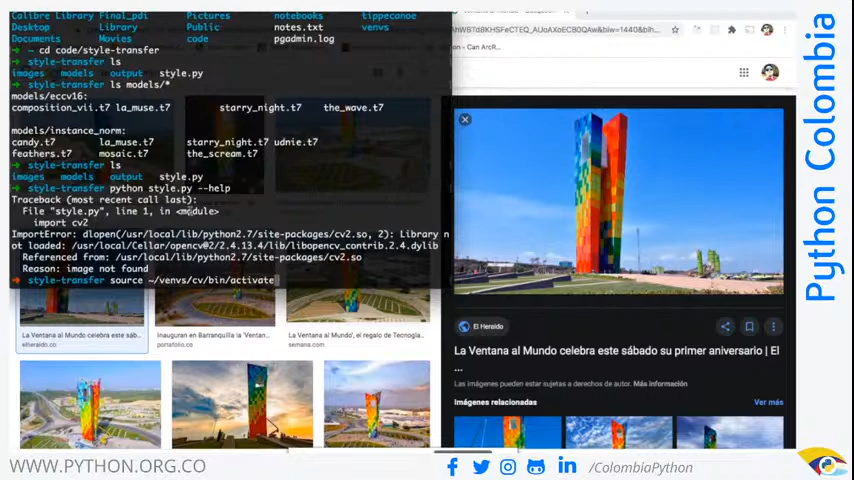 Calibre Library Final_pdi Pictures notebooks tippecanoe
Desktop Library Public notes.txt venvs
Documents Movies code pgadmin.log
➜ ~ cd code/style-transfer
➜ style-transfer ls
images models output style.py
➜ style-transfer ls models/*
models/eccv16:
composition_vii.t7 la_muse.t7 starry_night.t7 the_wave.t7
models/instance_norm:
candy.t7 la_muse.t7 starry_night.t7 udnie.t7
feathers.t7 mosaic.t7 the_scream.t7
➜ style-transfer ls
images models output style.py
➜ style-transfer python style.py --help
Traceback (most recent call last):
File "style.py", line 1, in <module>
import cv2
ImportError: dlopen(/usr/local/lib/python2.7/site-packages/cv2.so, 2): Library n
ot loaded: /usr/local/Cellar/opencv@2/2.4.13.4/lib/libopencv_contrib.2.4.dylib
Referenced from: /usr/local/lib/python2.7/site-packages/cv2.so
Reason: image not found
➜ style-transfer source ~/venvs/cv/bin/activate
La Ventana al Mundo celebra este sáb...
elheraldo.co
Inauguran en Barranquilla la 'Ventan...
portafolio.co
La Ventana al Mundo', el regalo de Tecnogla...
semana.com
El Heraldo
La Ventana al Mundo celebra este sábado su primer aniversario | El
...
Las imágenes pueden estar sujetas a derechos de autor. Más información
Imágenes relacionadas
Ver más
Python Colombia
WWW.PYTHON.ORG.CO
/ColombiaPython